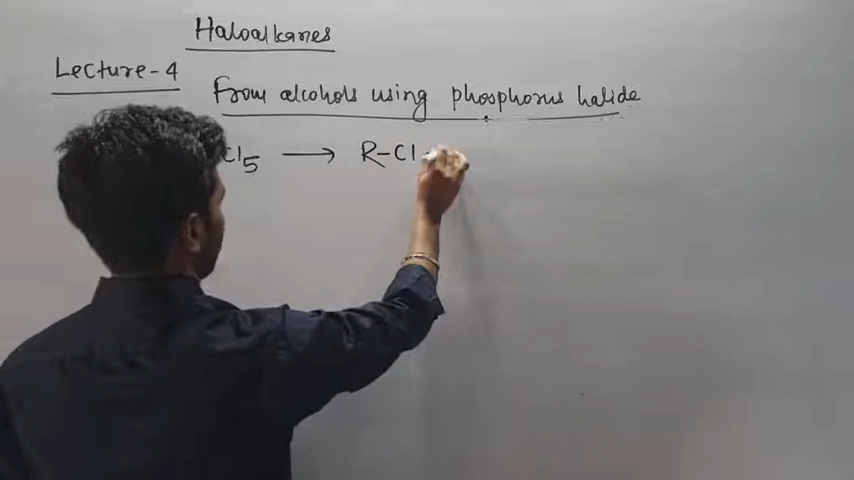 Haloalkanes
Lecture-4
From alcohols using phosphorus halide
Cl5 ⟶ R-Cl